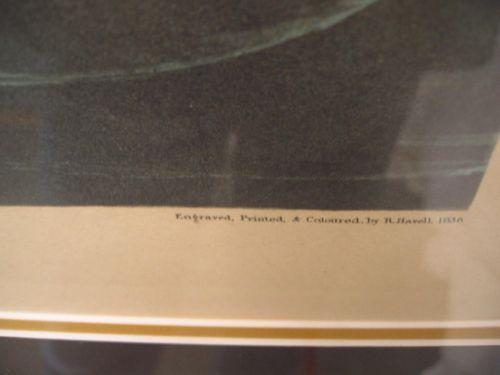 Engraved, Printed, & Coloured, by R. Havell. 1836